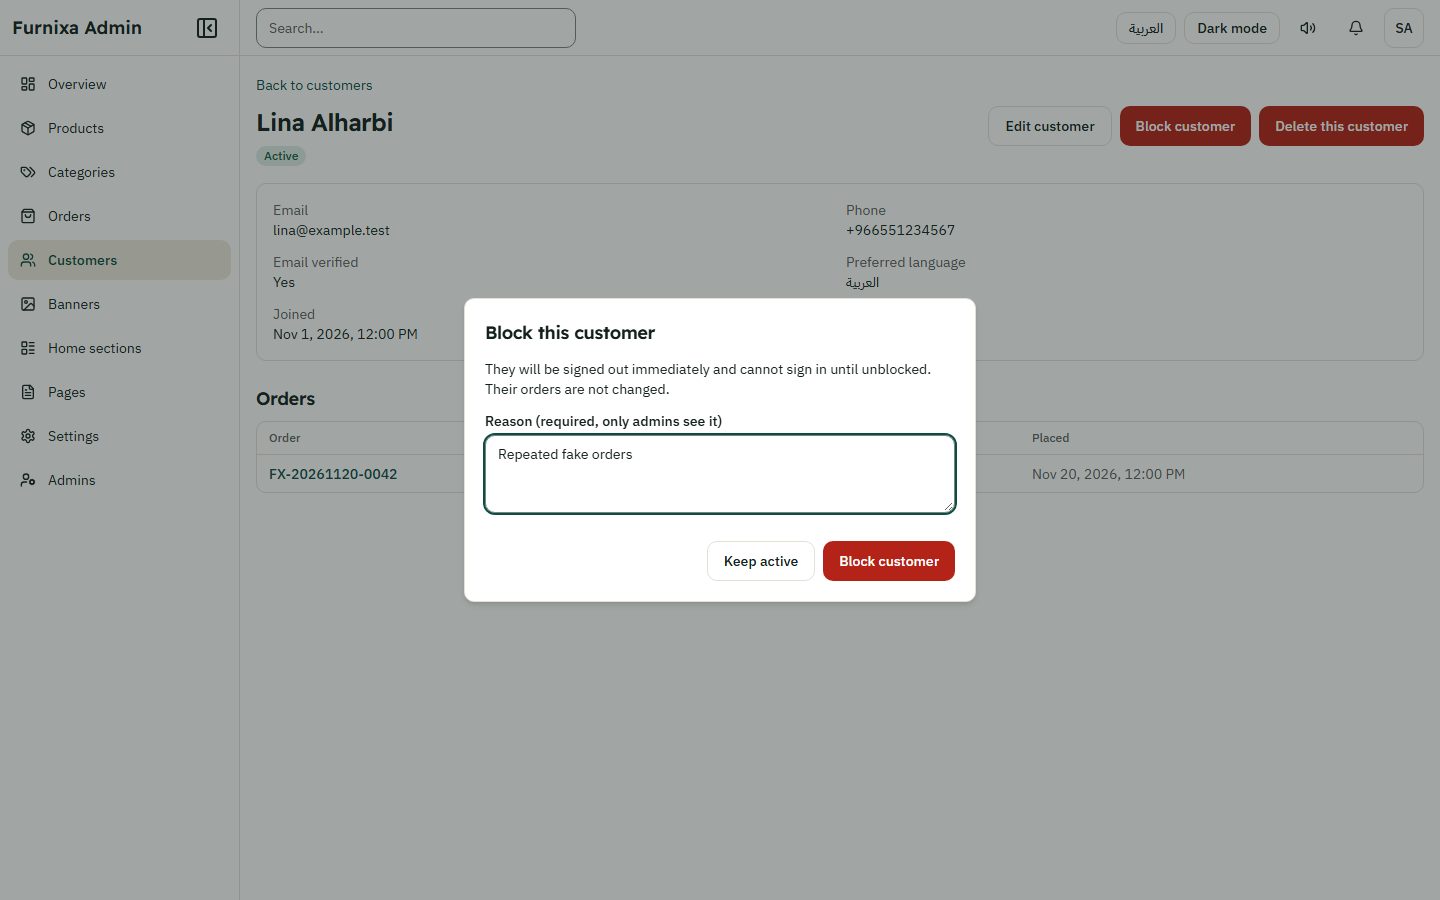 Furnixa Admin
Search...
العربية
Dark mode
SA
Overview
Products
Categories
Orders
Customers
Banners
Home sections
Pages
Settings
Admins
Back to customers
Lina Alharbi
Active
Edit customer
Block customer
Delete this customer
Email
lina@example.test
Phone
+966551234567
Email verified
Yes
Preferred language
العربية
Joined
Nov 1, 2026, 12:00 PM
Orders
Order
Placed
FX-20261120-0042
Nov 20, 2026, 12:00 PM
Block this customer
They will be signed out immediately and cannot sign in until unblocked.
Their orders are not changed.
Reason (required, only admins see it)
Repeated fake orders
Keep active
Block customer